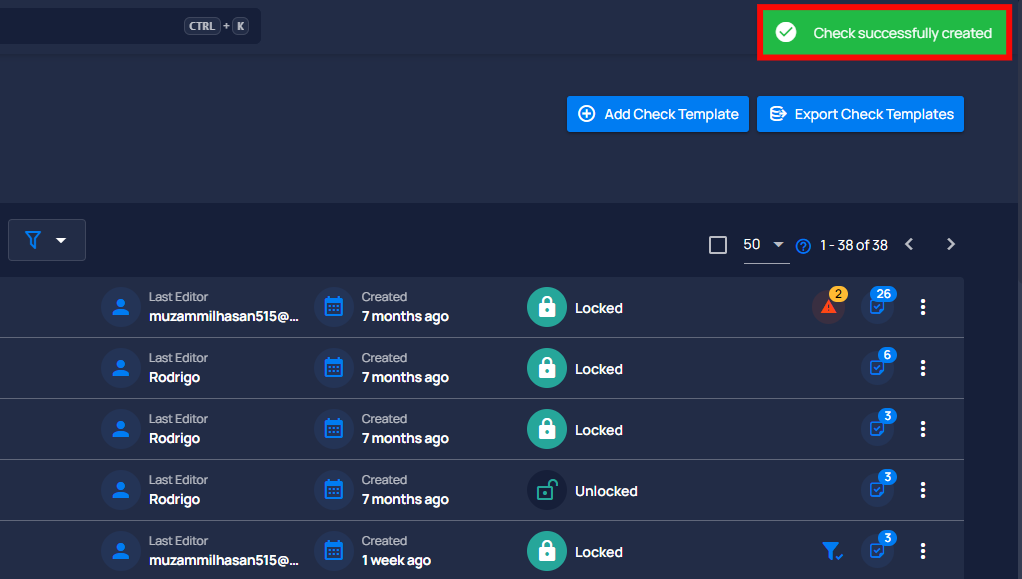 CTRL + K
Check successfully created
Add Check Template
Export Check Templates
50
1 - 38 of 38
Last Editor
muzammilhasan515@...
Created
7 months ago
Locked
2
26
Last Editor
Rodrigo
Created
7 months ago
Locked
6
Last Editor
Rodrigo
Created
7 months ago
Locked
3
Last Editor
Rodrigo
Created
7 months ago
Unlocked
3
Last Editor
muzammilhasan515@...
Created
1 week ago
Locked
3